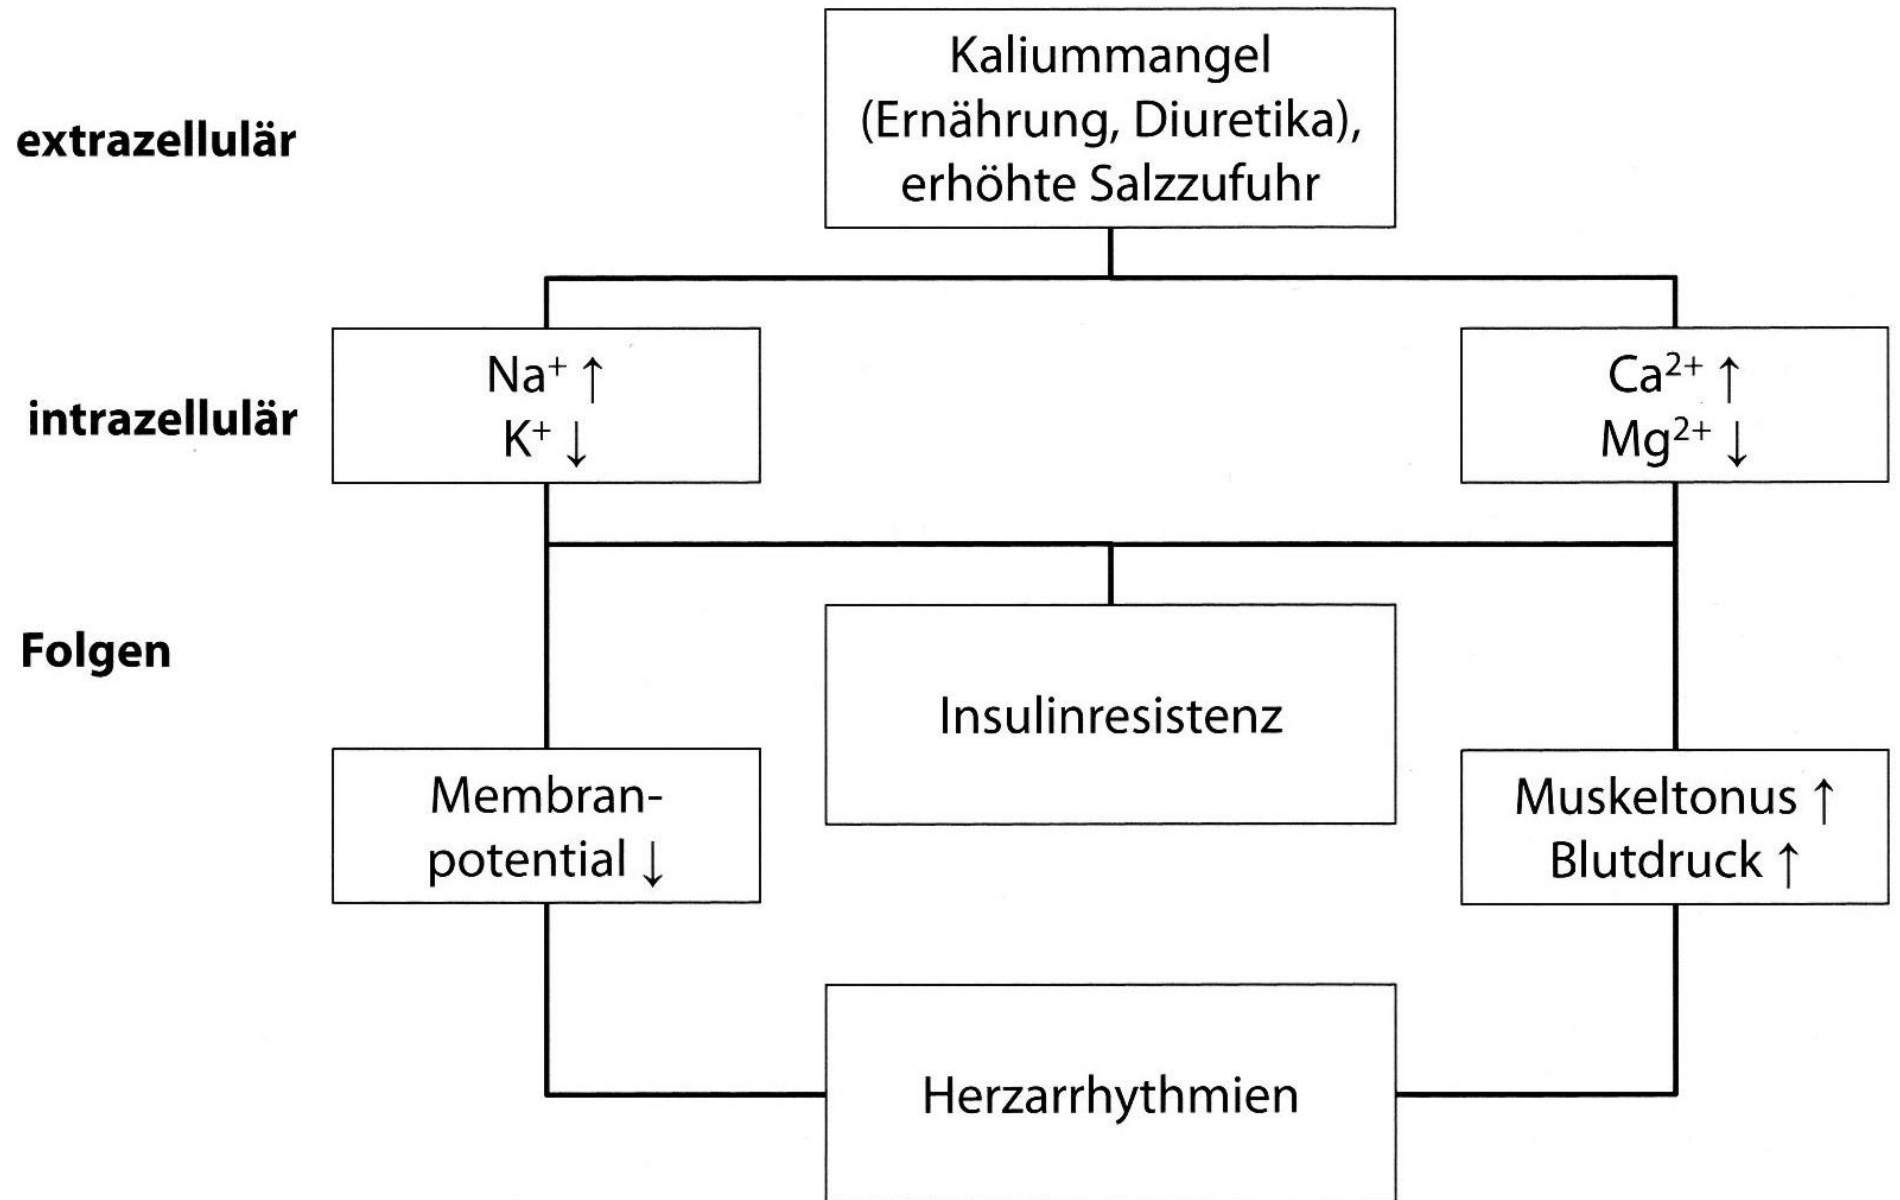 extrazellulär
Kaliummangel
(Ernährung, Diuretika),
erhöhte Salzzufuhr
intrazellulär
Na⁺ ↑
K⁺ ↓
Ca²⁺ ↑
Mg²⁺ ↓
Folgen
Insulinresistenz
Membran-
potential ↓
Muskeltonus ↑
Blutdruck ↑
Herzarrhythmien